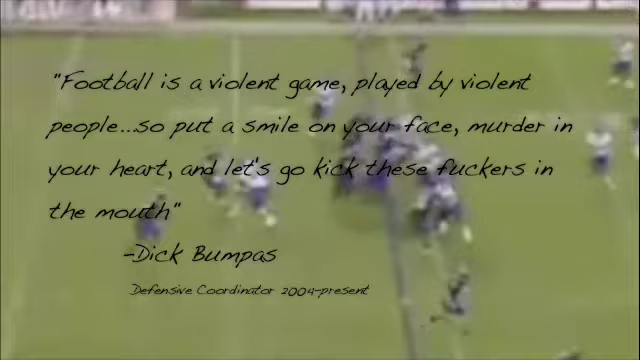 "Football is a violent game, played by violent
people...so put a smile on your face, murder in
your heart, and let's go kick these fuckers in
the mouth"
-Dick Bumpas
Defensive Coordinator 2004-present